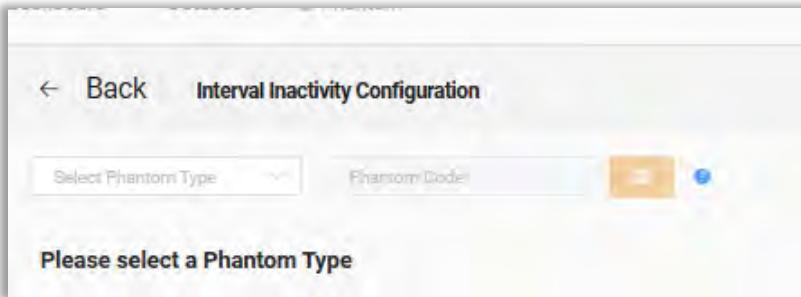 ← Back Interval Inactivity Configuration
Select Phantom Type Phantom Code
Please select a Phantom Type